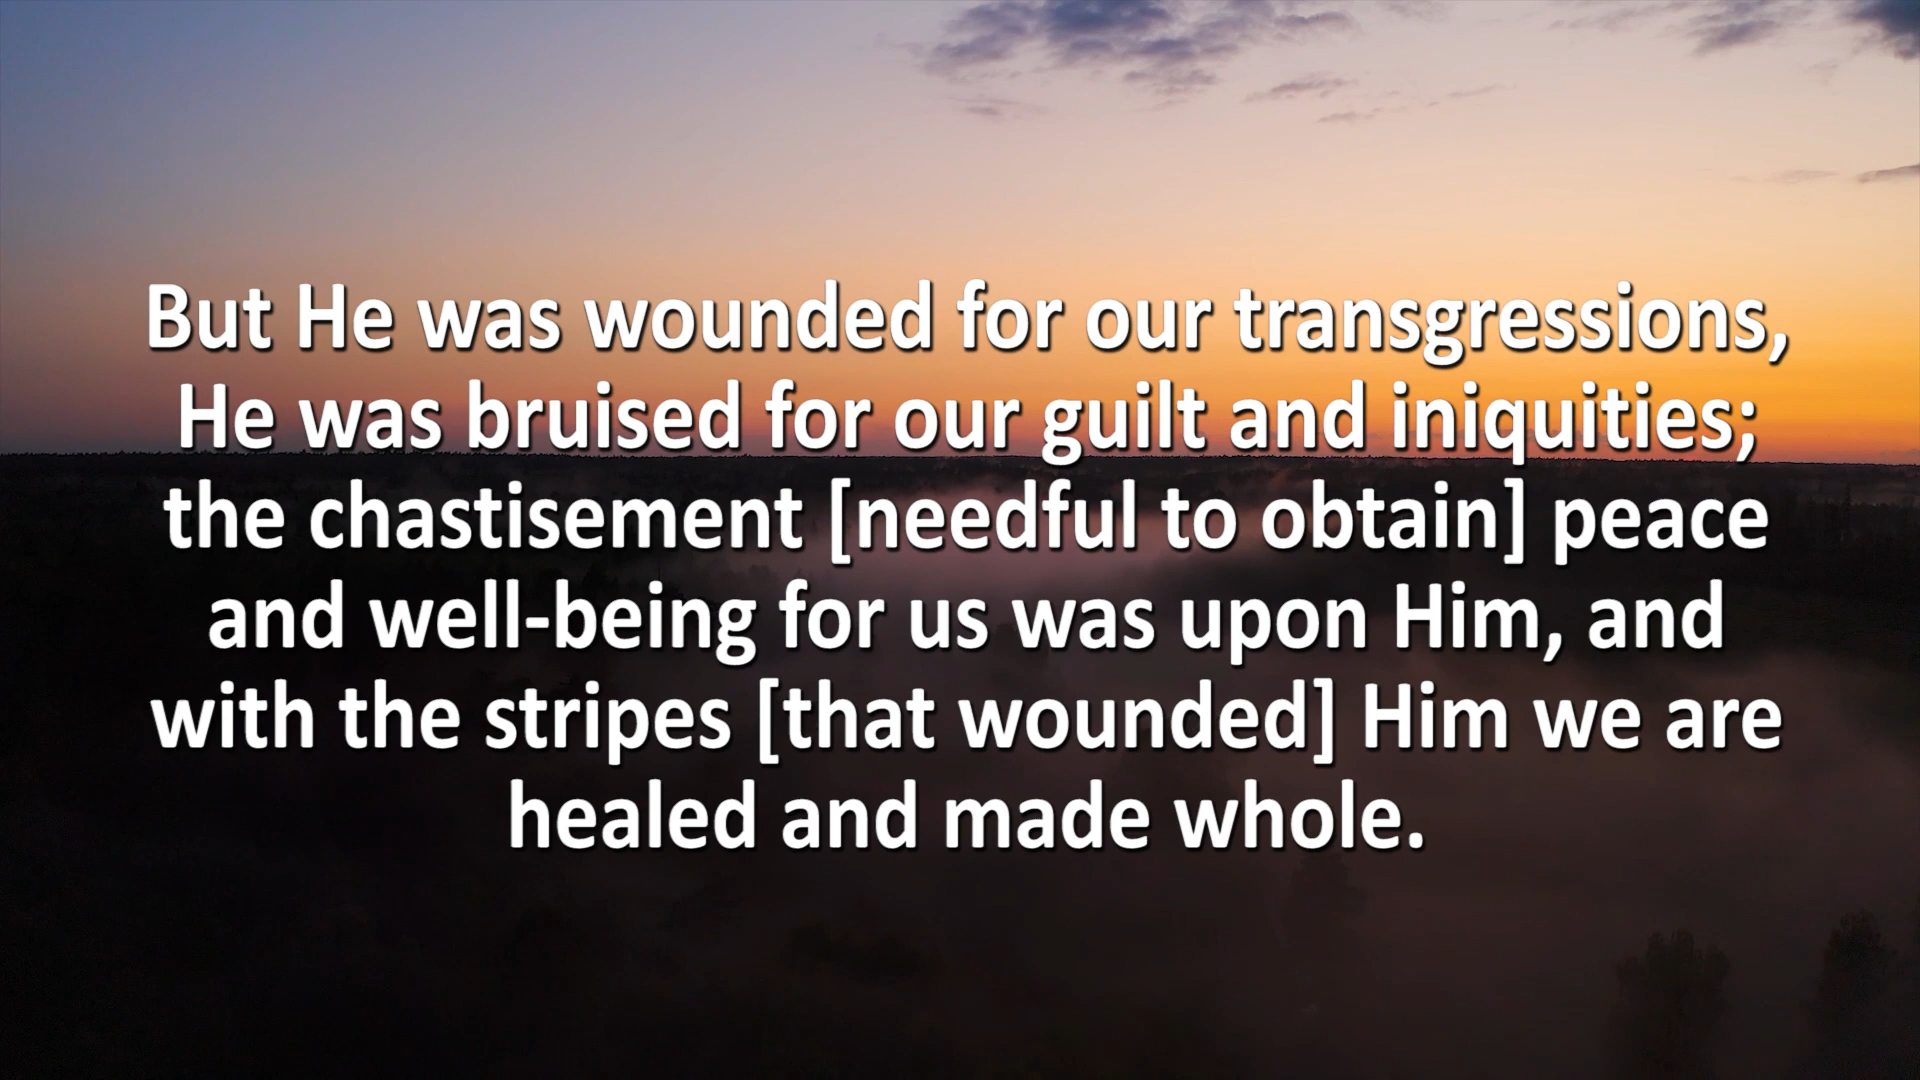 But He was wounded for our transgressions,
He was bruised for our guilt and iniquities;
the chastisement [needful to obtain] peace
and well-being for us was upon Him, and
with the stripes [that wounded] Him we are
healed and made whole.